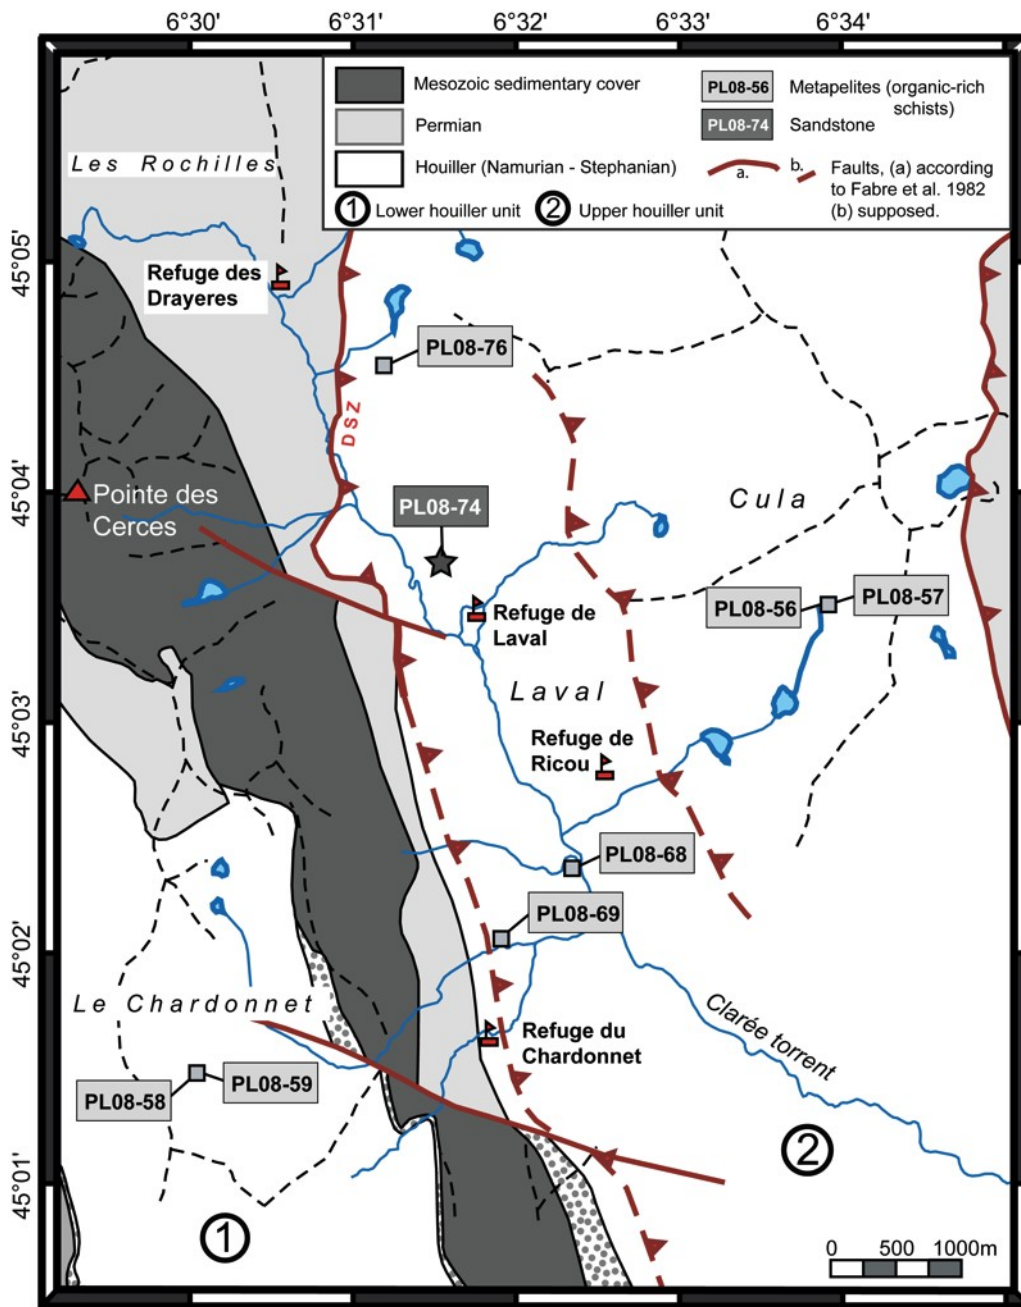 6°30' 6°31' 6°32' 6°33' 6°34'
Mesozoic sedimentary cover
Permian
Houiller (Namurian - Stephanian)
1 Lower houiller unit 2 Upper houiller unit
PL08-56 Metapelites (organic-rich
schists)
PL08-74 Sandstone
a. b. Faults, (a) according
to Fabre et al. 1982
(b) supposed.
Les Rochilles
45°05'
Refuge des
Drayeres
PL08-76
DSZ
45°04'
Pointe des
Cerces
PL08-74
Cula
PL08-56
PL08-57
Refuge de
Laval
Laval
45°03'
Refuge de
Ricou
PL08-68
PL08-69
45°02'
Le Chardonnet
Refuge du
Chardonnet
Clarée torrent
PL08-58
PL08-59
45°01'
1
2
0 500 1000m